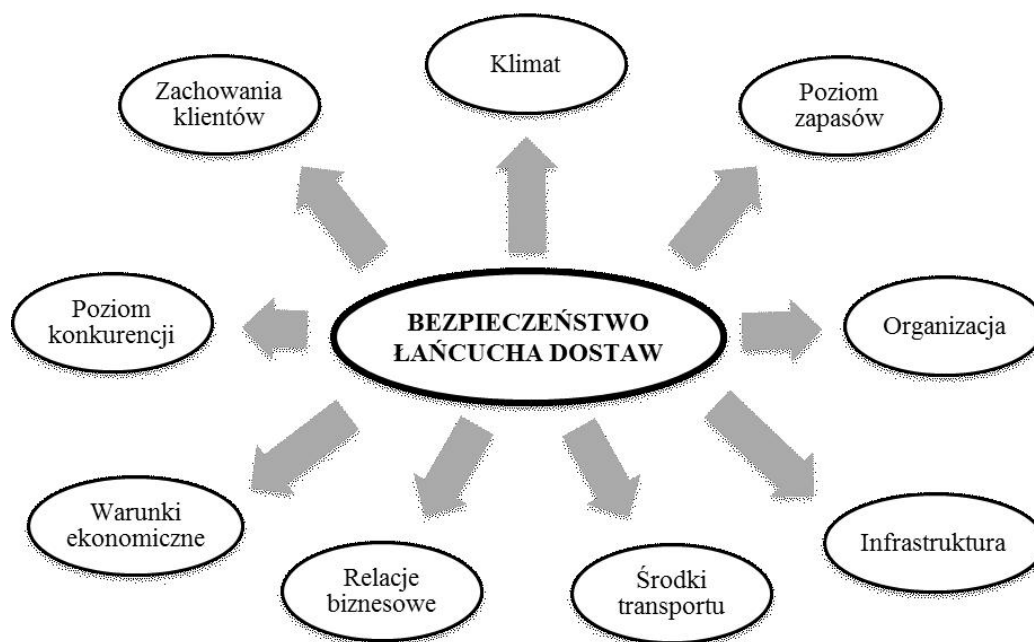 Klimat
Zachowania
klientów
Poziom
zapasów
Poziom
konkurencji
BEZPIECZEŃSTWO
ŁAŃCUCHA DOSTAW
Organizacja
Warunki
ekonomiczne
Relacje
biznesowe
Środki
transportu
Infrastruktura